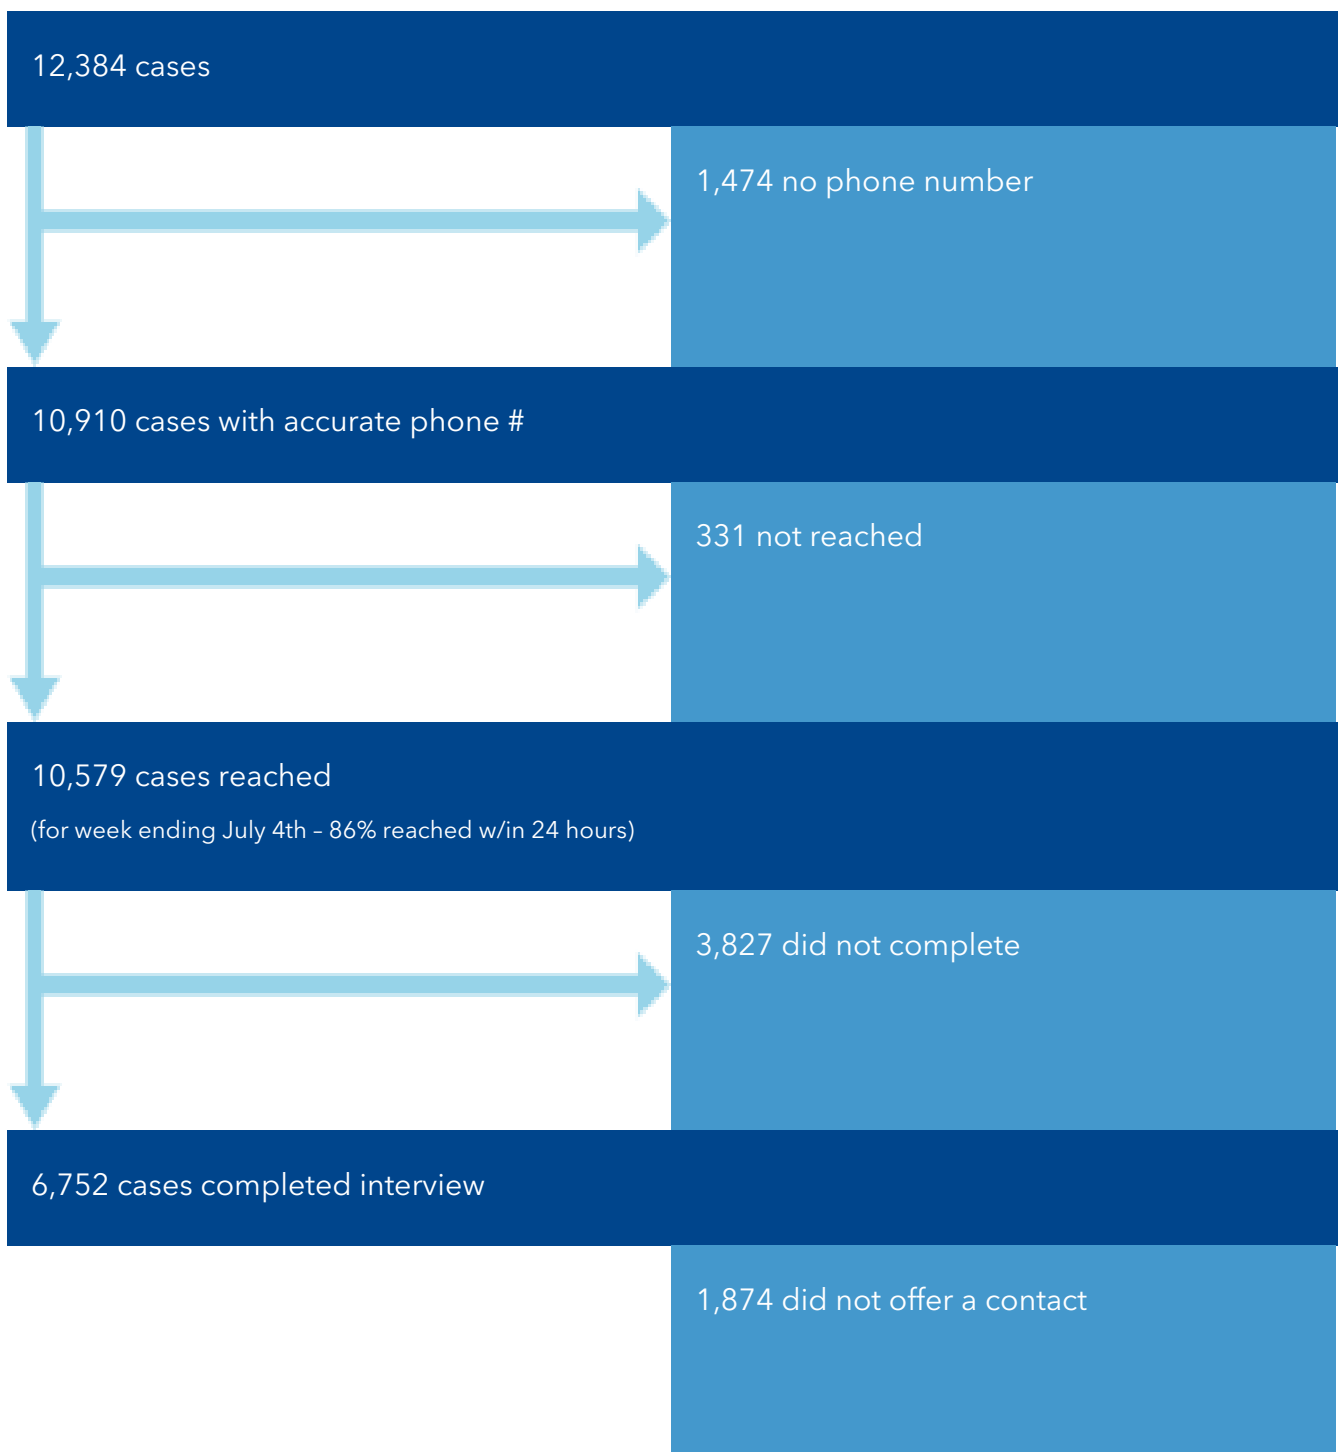 12,384 cases
1,474 no phone number
10,910 cases with accurate phone #
331 not reached
10,579 cases reached
(for week ending July 4th – 86% reached w/in 24 hours)
3,827 did not complete
6,752 cases completed interview
1,874 did not offer a contact